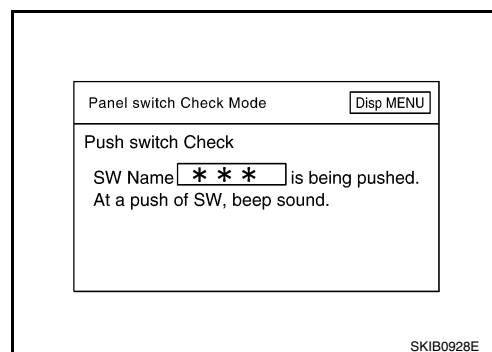 Panel switch Check Mode Disp MENU
Push switch Check
SW Name *** is being pushed.
At a push of SW, beep sound.
SKIB0928E